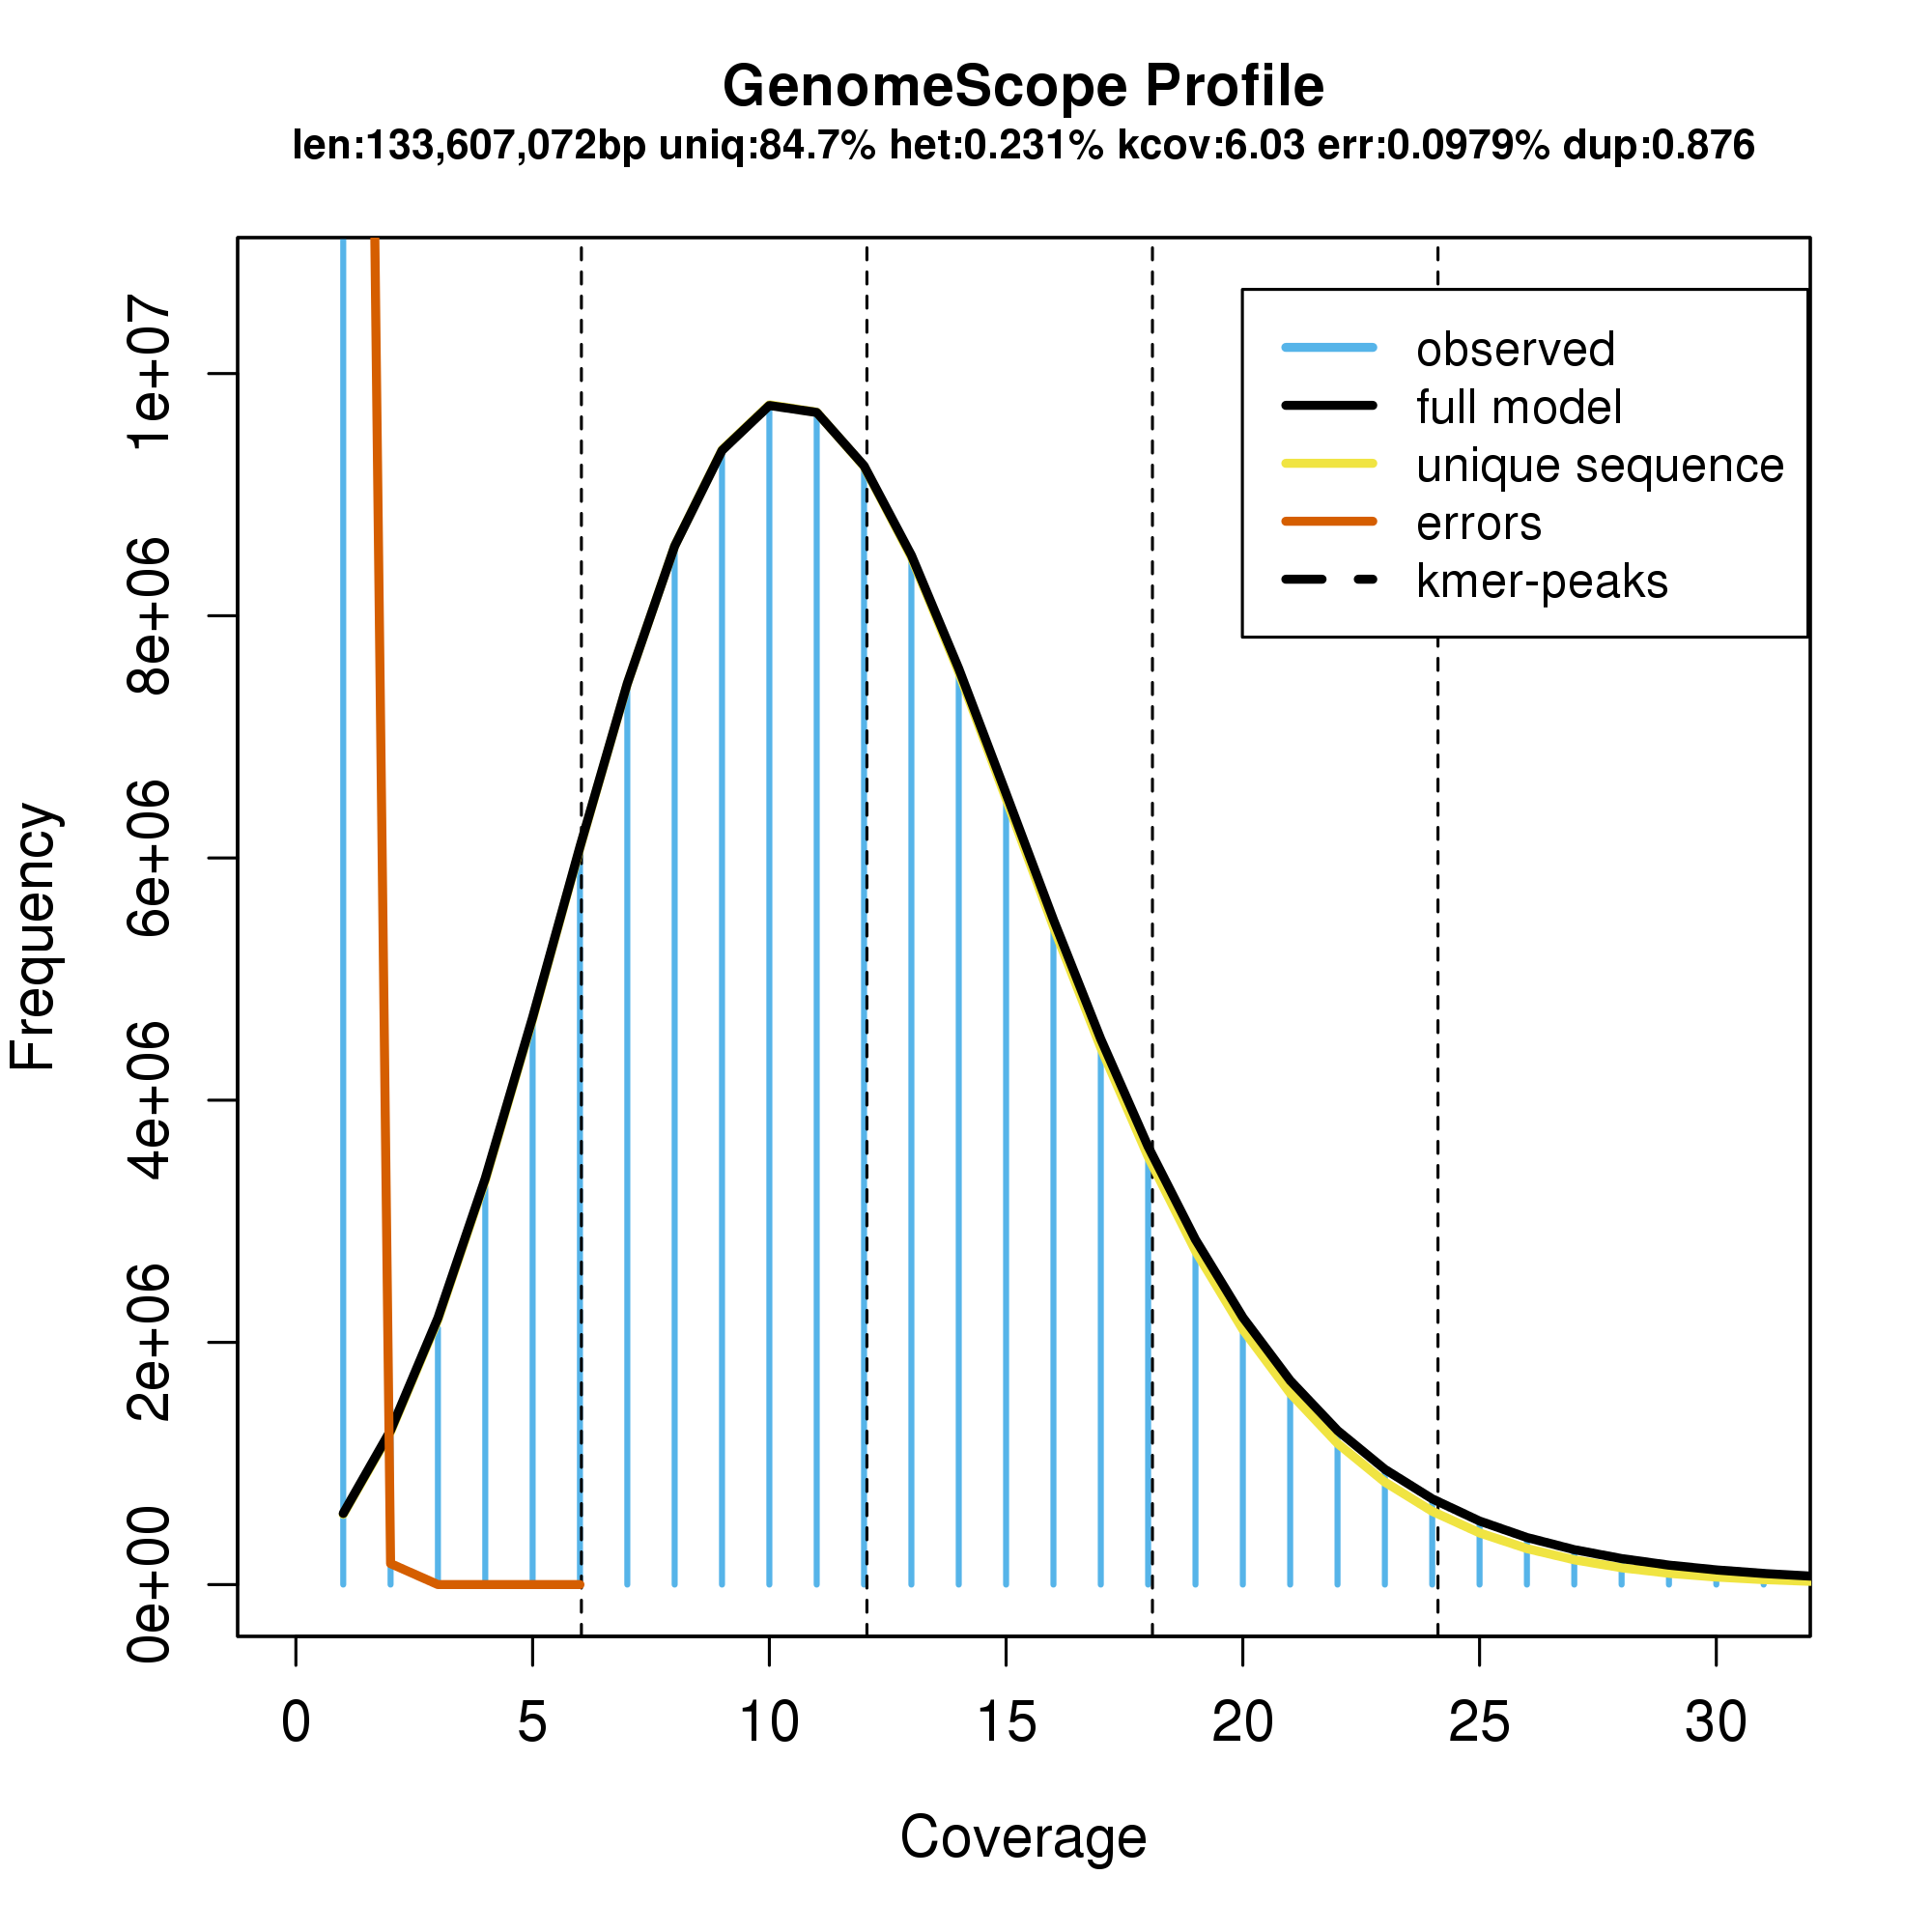 GenomeScope Profile
len:133,607,072bp uniq:84.7% het:0.231% kcov:6.03 err:0.0979% dup:0.876
observed
full model
unique sequence
errors
kmer-peaks
Frequency
1e+07
8e+06
6e+06
4e+06
2e+06
0e+00
0 5 10 15 20 25 30
Coverage